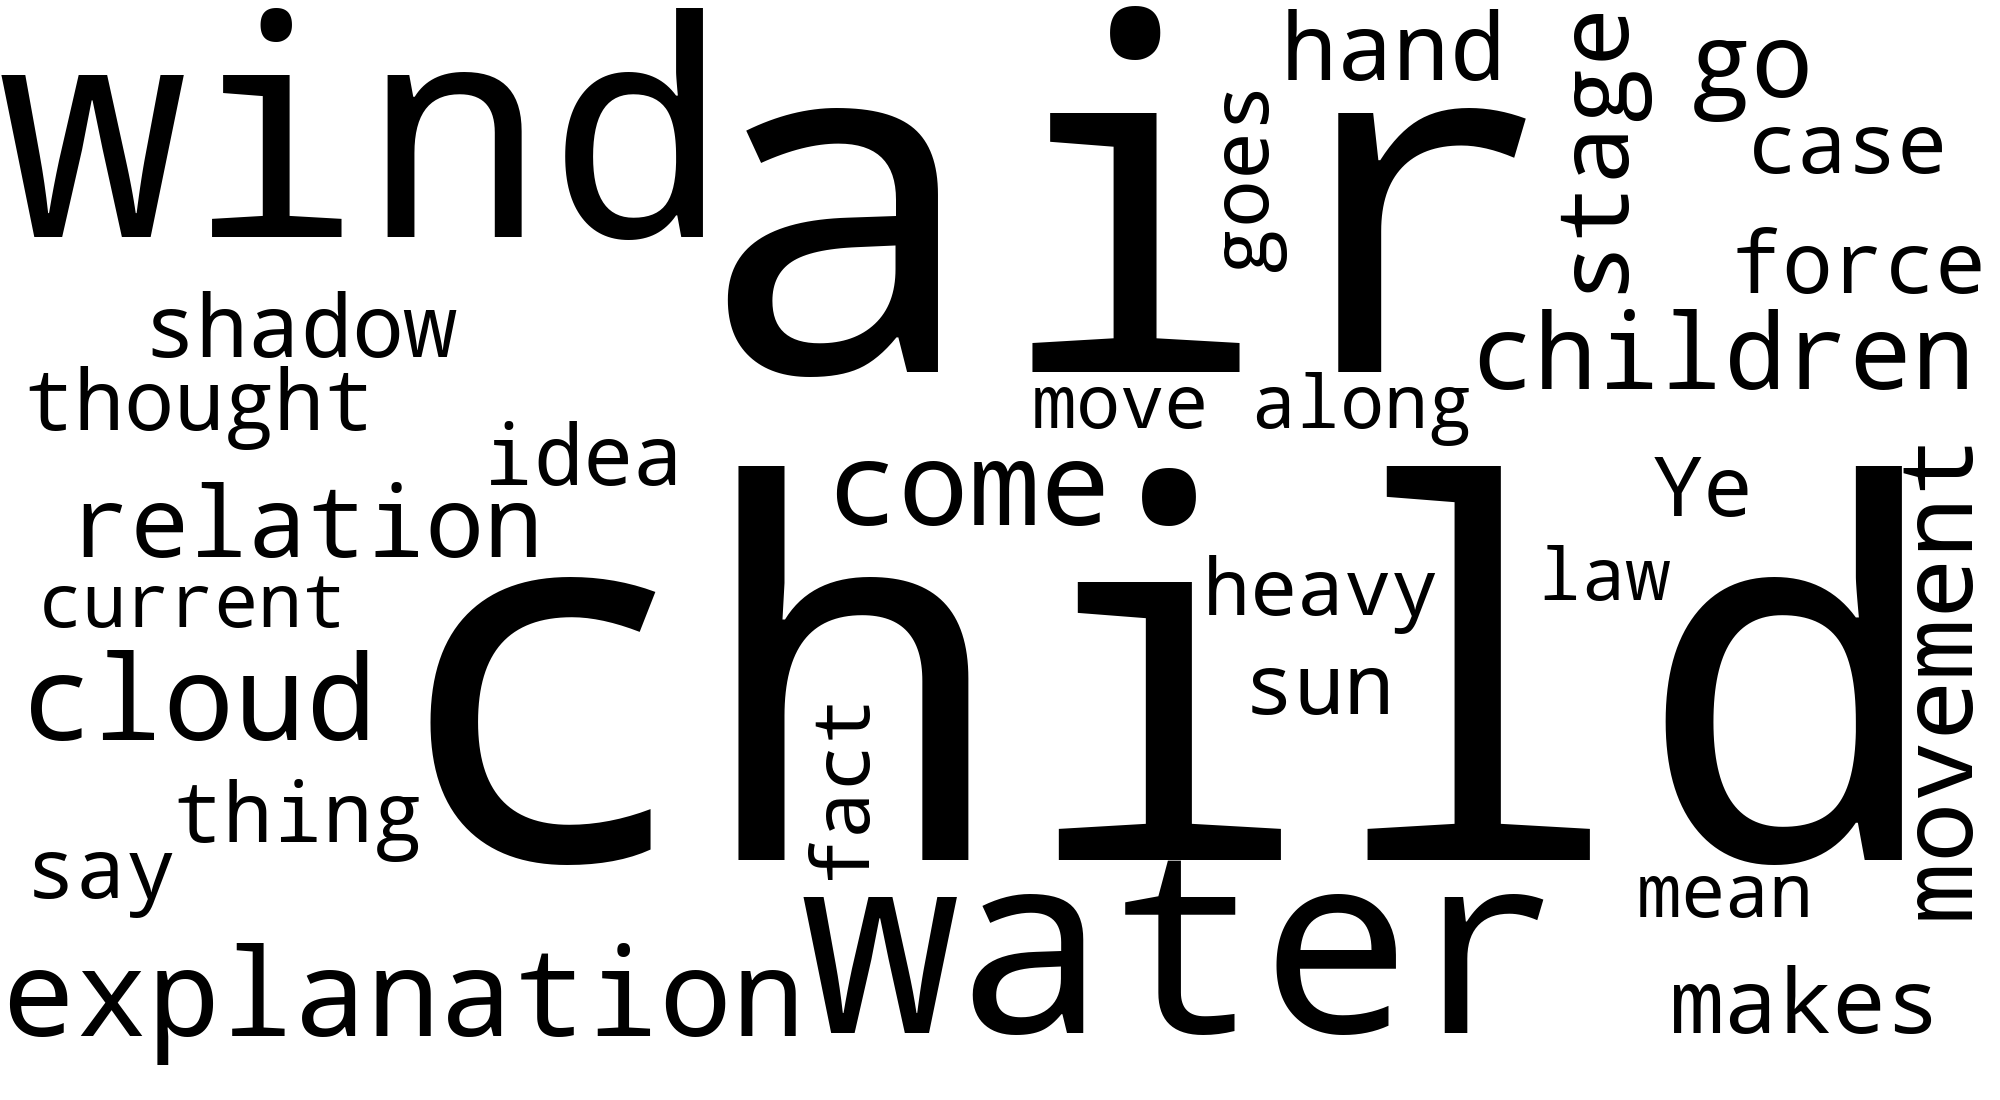 wind
air
hand
goes
stage
go
case
force
shadow
children
thought
move along
idea
come
Ye
relation
movement
heavy
law
current
cloud
child
sun
fact
thing
say
water
mean
explanation
makes